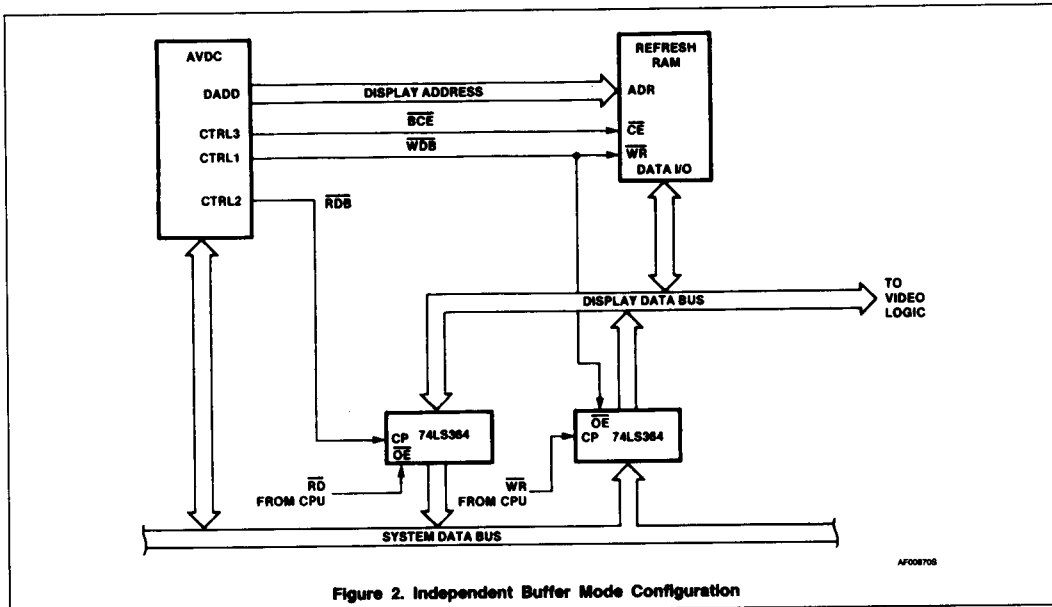 AVDC
DADD
CTRL3
CTRL1
CTRL2
DISPLAY ADDRESS
BCE
WDB
RDB
REFRESH
RAM
ADR
CE
WR
DATA I/O
DISPLAY DATA BUS
TO
VIDEO
LOGIC
CP 74LS364
OE
OE
CP 74LS364
RD
FROM CPU
WR
FROM CPU
SYSTEM DATA BUS
AF00870S
Figure 2. Independent Buffer Mode Configuration